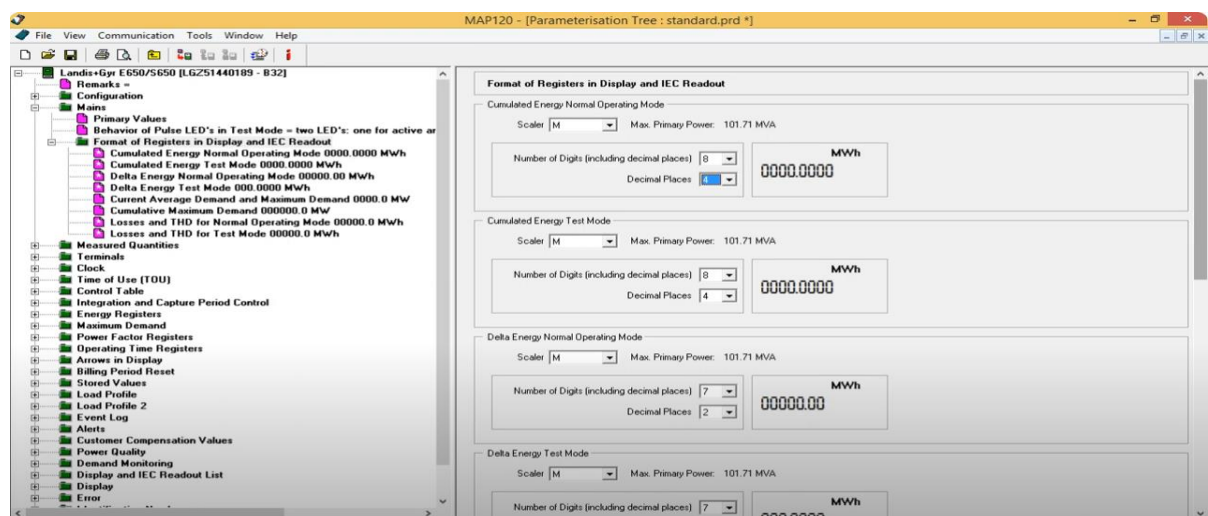 MAP120 - [Parameterisation Tree : standard.prd *]
File View Communication Tools Window Help
Landis+Gyr E650/S650 [LGZ51440189 - B32]
Remarks =
Configuration
Mains
Primary Values
Behavior of Pulse LED's in Test Mode = two LED's: one for active ar
Format of Registers in Display and IEC Readout
Cumulated Energy Normal Operating Mode 0000.0000 MWh
Cumulated Energy Test Mode 0000.0000 MWh
Delta Energy Normal Operating Mode 00000.00 MWh
Delta Energy Test Mode 000.0000 MWh
Current Average Demand and Maximum Demand 0000.0 MW
Cumulative Maximum Demand 000000.0 MW
Losses and THD for Normal Operating Mode 00000.0 MWh
Losses and THD for Test Mode 00000.0 MWh
Measured Quantities
Terminals
Clock
Time of Use (TOU)
Control Table
Integration and Capture Period Control
Energy Registers
Maximum Demand
Power Factor Registers
Operating Time Registers
Arrows in Display
Billing Period Reset
Stored Values
Load Profile
Load Profile 2
Event Log
Alerts
Customer Compensation Values
Power Quality
Demand Monitoring
Display and IEC Readout List
Display
Error
Format of Registers in Display and IEC Readout
Cumulated Energy Normal Operating Mode
Scaler M Max. Primary Power: 101.71 MVA
Number of Digits (including decimal places) 8 MWh
Decimal Places 4 0000.0000
Cumulated Energy Test Mode
Scaler M Max. Primary Power: 101.71 MVA
Number of Digits (including decimal places) 8 MWh
Decimal Places 4 0000.0000
Delta Energy Normal Operating Mode
Scaler M Max. Primary Power: 101.71 MVA
Number of Digits (including decimal places) 7 MWh
Decimal Places 2 00000.00
Delta Energy Test Mode
Scaler M Max. Primary Power: 101.71 MVA
Number of Digits (including decimal places) 7 MWh